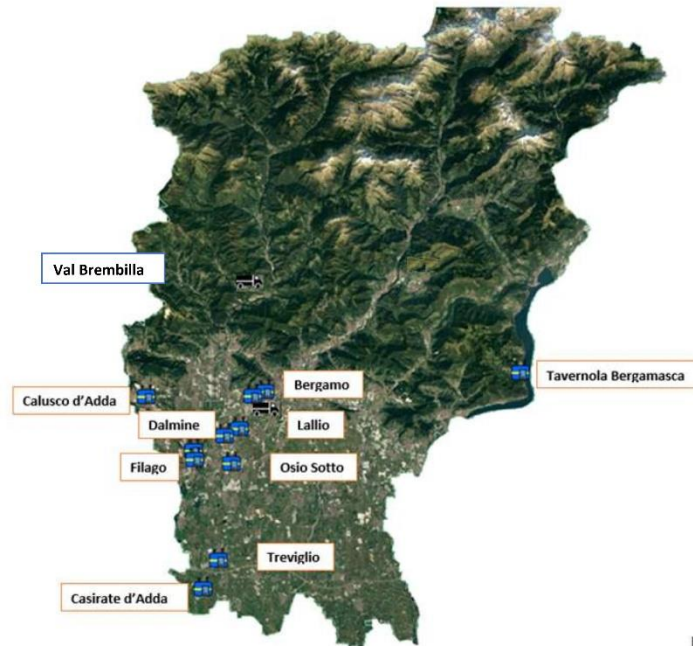 Val Brembilla
Bergamo
Tavernola Bergamasca
Calusco d’Adda
Dalmine
Lallio
Filago
Osio Sotto
Treviglio
Casirate d’Adda